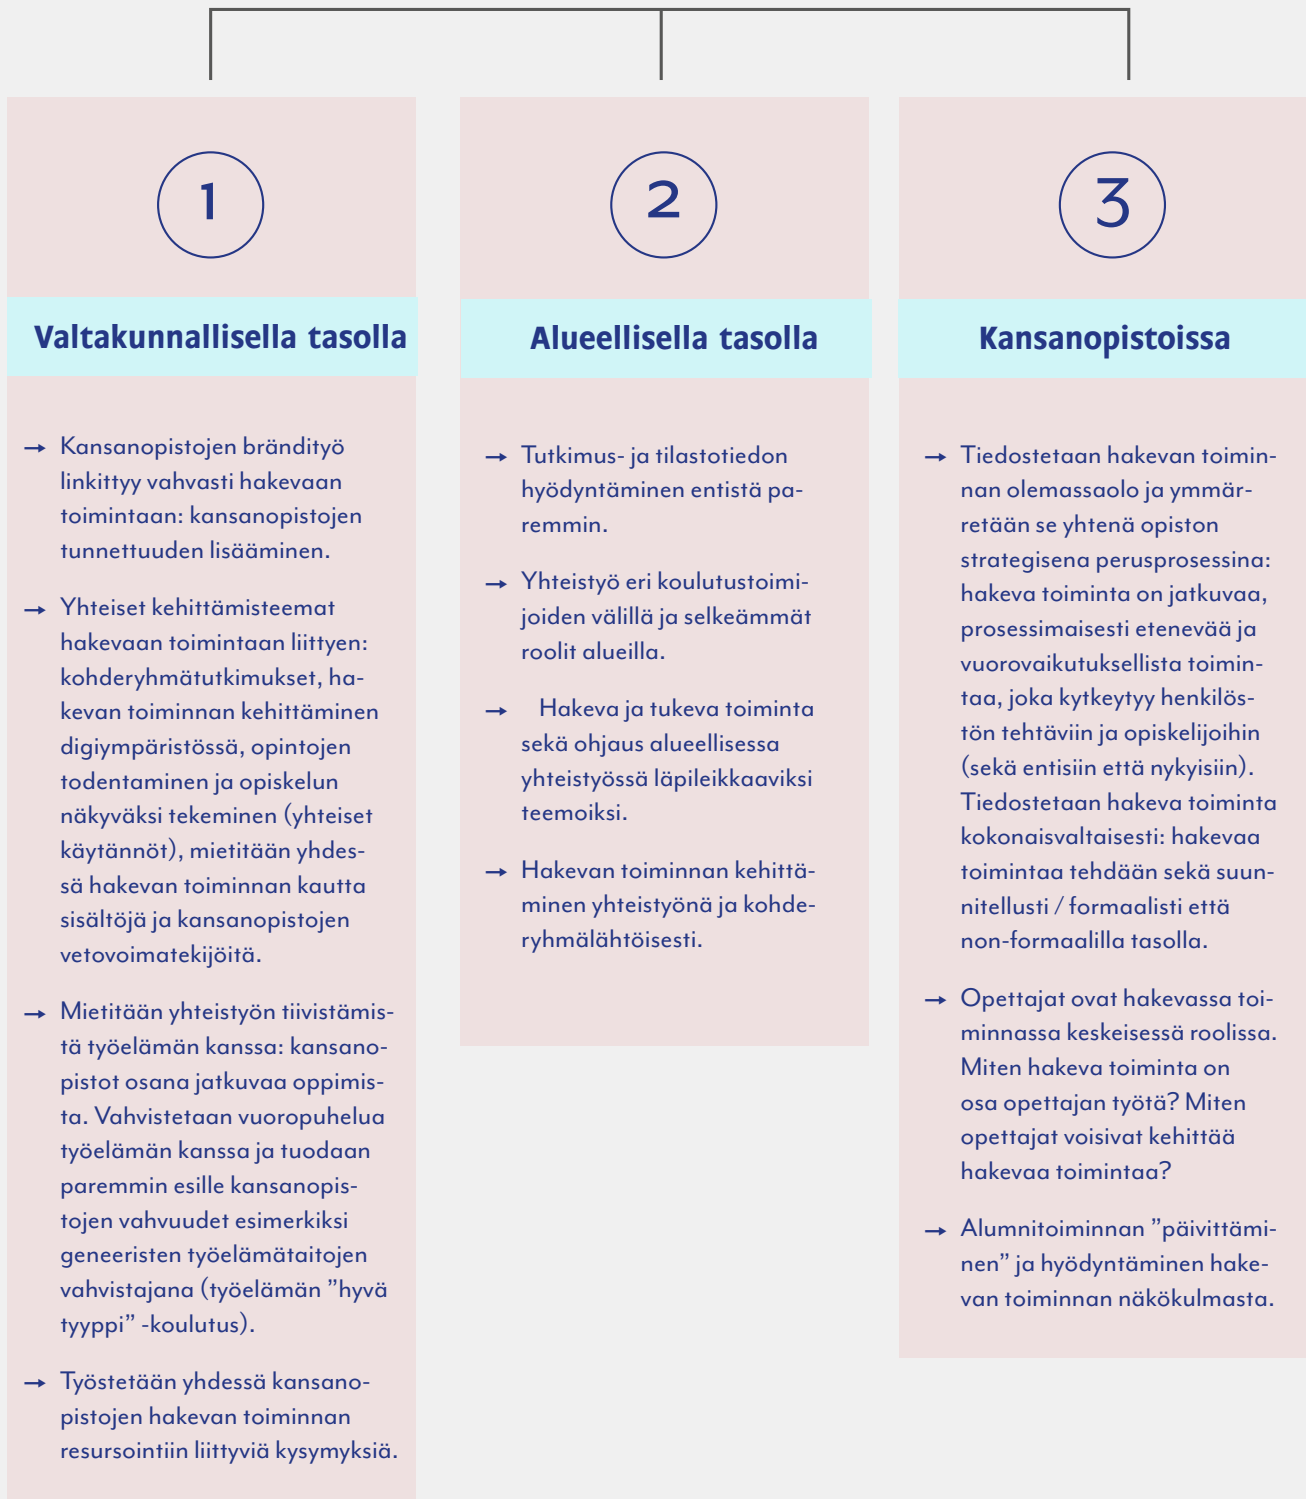 1
Valtakunnallisella tasolla
→ Kansanopistojen brändityö
linkittyy vahvasti hakevaan
toimintaan: kansanopistojen
tunnettuuden lisääminen.
→ Yhteiset kehittämisteemat
hakevaan toimintaan liittyen:
kohderyhmätutkimukset, ha-
kevan toiminnan kehittäminen
digiympäristössä, opintojen
todentaminen ja opiskelun
näkyväksi tekeminen (yhteiset
käytännöt), mietitään yhdes-
sä hakevan toiminnan kautta
sisältöjä ja kansanopistojen
vetovoimatekijöitä.
→ Mietitään yhteistyön tiivistämis-
tä työelämän kanssa: kansano-
pistot osana jatkuvaa oppimis-
ta. Vahvistetaan vuoropuhelua
työelämän kanssa ja tuodaan
paremmin esille kansanopis-
tojen vahvuudet esimerkiksi
geneeristen työelämätaitojen
vahvistajana (työelämän ”hyvä
tyyppi” -koulutus).
→ Työstetään yhdessä kansano-
pistojen hakevan toiminnan
resursointiin liittyviä kysymyksiä.
2
Alueellisella tasolla
→ Tutkimus- ja tilastotiedon
hyödyntäminen entistä pa-
remmin.
→ Yhteistyö eri koulutustoimi-
joiden välillä ja selkeämmät
roolit alueilla.
→ Hakeva ja tukeva toiminta
sekä ohjaus alueellisessa
yhteistyössä läpileikkaaviksi
teemoiksi.
→ Hakevan toiminnan kehittä-
minen yhteistyönä ja kohde-
ryhmälähtöisesti.
3
Kansanopistoissa
→ Tiedostetaan hakevan toimin-
nan olemassaolo ja ymmär-
retään se yhtenä opiston
strategisena perusprosessina:
hakeva toiminta on jatkuvaa,
prosessimaisesti etenevää ja
vuorovaikutuksellista toimin-
taa, joka kytkeytyy henkilös-
tön tehtäviin ja opiskelijoihin
(sekä entisiin että nykyisiin).
Tiedostetaan hakeva toiminta
kokonaisvaltaisesti: hakevaa
toimintaa tehdään sekä suun-
nitellusti / formaalisti että
non-formaalilla tasolla.
→ Opettajat ovat hakevassa toi-
minnassa keskeisessä roolissa.
Miten hakeva toiminta on
osa opettajan työtä? Miten
opettajat voisivat kehittää
hakevaa toimintaa?
→ Alumnitoiminnan ”päivittämi-
nen” ja hyödyntäminen hake-
van toiminnan näkökulmasta.